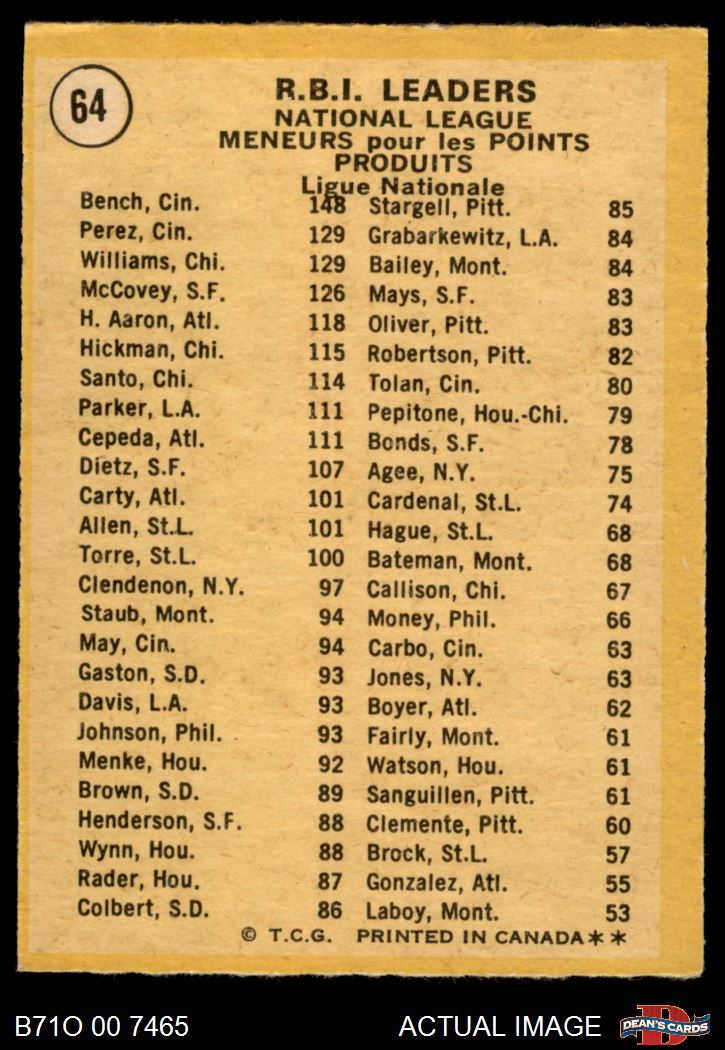 64
R.B.I. LEADERS
NATIONAL LEAGUE
MENEURS pour les POINTS
PRODUITS
Ligue Nationale
Bench, Cin. 148
Perez, Cin. 129
Williams, Chi. 129
McCovey, S.F. 126
H. Aaron, Atl. 118
Hickman, Chi. 115
Santo, Chi. 114
Parker, L.A. 111
Cepeda, Atl. 111
Dietz, S.F. 107
Carty, Atl. 101
Allen, St.L. 101
Torre, St.L. 100
Clendenon, N.Y. 97
Staub, Mont. 94
May, Cin. 94
Gaston, S.D. 93
Davis, L.A. 93
Johnson, Phil. 93
Menke, Hou. 92
Brown, S.D. 89
Henderson, S.F. 88
Wynn, Hou. 88
Rader, Hou. 87
Colbert, S.D. 86
Stargell, Pitt. 85
Grabarkewitz, L.A. 84
Bailey, Mont. 84
Mays, S.F. 83
Oliver, Pitt. 83
Robertson, Pitt. 82
Tolan, Cin. 80
Pepitone, Hou.-Chi. 79
Bonds, S.F. 78
Agee, N.Y. 75
Cardenal, St.L. 74
Hague, St.L. 68
Bateman, Mont. 68
Callison, Chi. 67
Money, Phil. 66
Carbo, Cin. 63
Jones, N.Y. 63
Boyer, Atl. 62
Fairly, Mont. 61
Watson, Hou. 61
Sanguillen, Pitt. 61
Clemente, Pitt. 60
Brock, St.L. 57
Gonzalez, Atl. 55
Laboy, Mont. 53
© T.C.G. PRINTED IN CANADA**
B71O 00 7465
ACTUAL IMAGE
D
DEAN'S CARDS